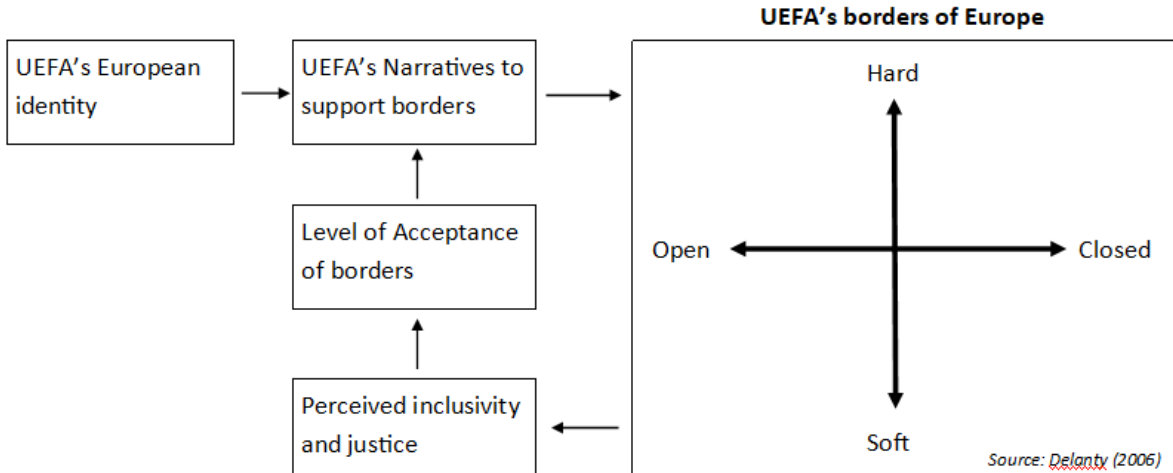 UEFA's borders of Europe
UEFA's European
identity
UEFA's Narratives to
support borders
Hard
Level of Acceptance
of borders
Open
Closed
Perceived inclusivity
and justice
Soft
Source: Delanty (2006)